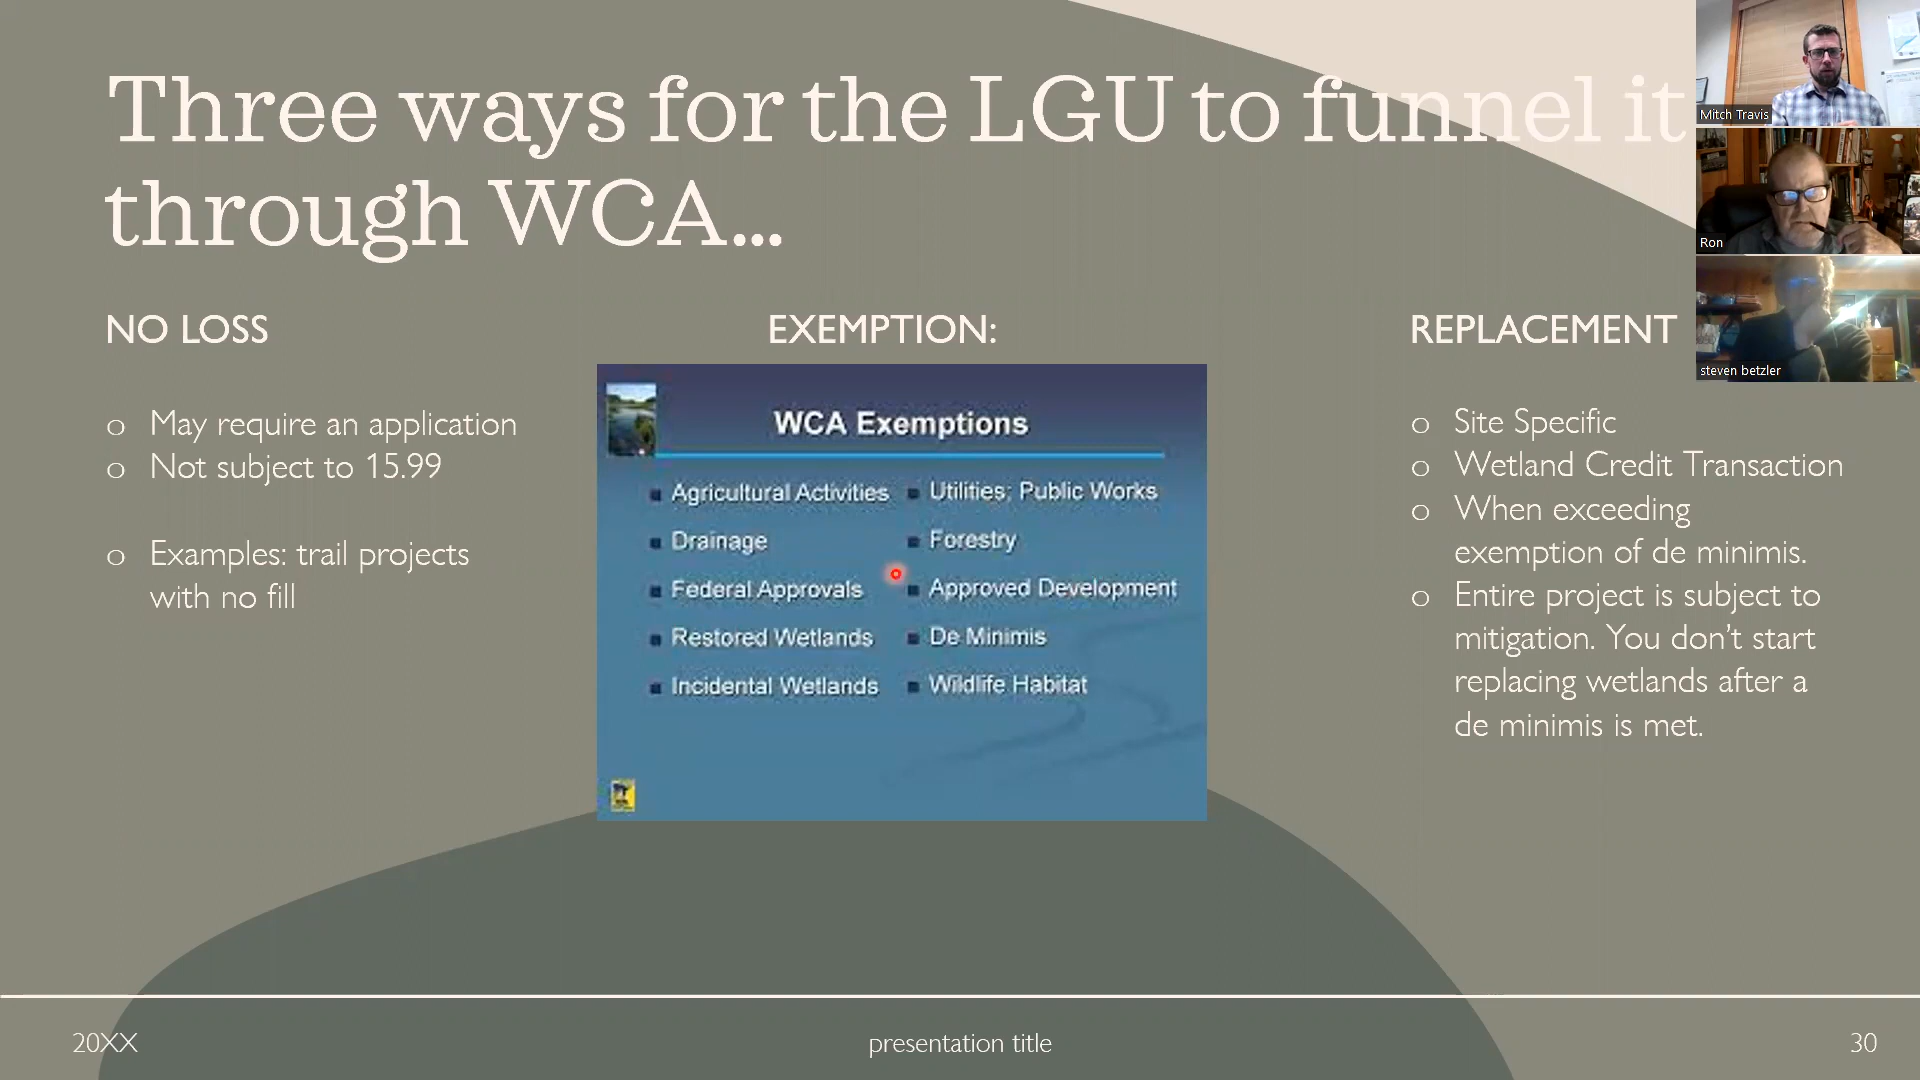 Three ways for the LGU to funnel it
through WCA...
NO LOSS
o May require an application
o Not subject to 15.99
o Examples: trail projects
with no fill
EXEMPTION:
WCA Exemptions
Agricultural Activities
Drainage
Federal Approvals
Restored Wetlands
Incidental Wetlands
Utilities; Public Works
Forestry
Approved Development
De Minimis
Wildlife Habitat
REPLACEMENT
o Site Specific
o Wetland Credit Transaction
o When exceeding
exemption of de minimis.
o Entire project is subject to
mitigation. You don’t start
replacing wetlands after a
de minimis is met.
Mitch Travis
Ron
steven betzler
20XX
presentation title
30